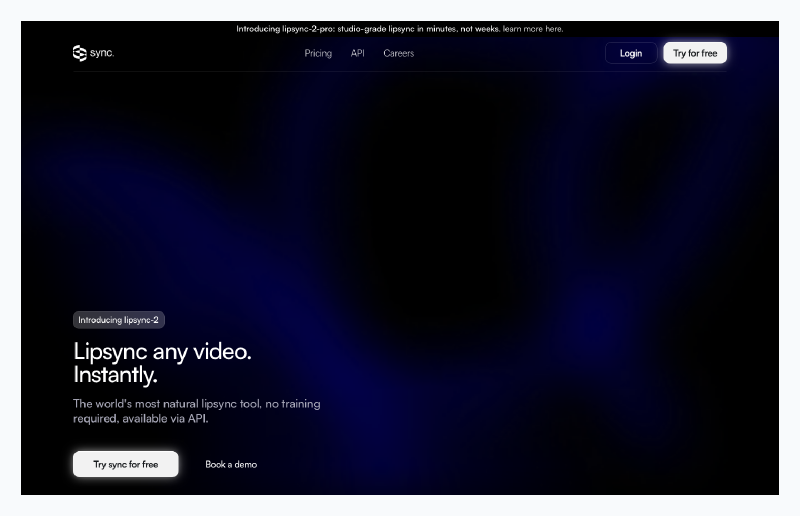 Introducing lipsync-2-pro: studio-grade lipsync in minutes, not weeks. learn more here.
sync. Pricing API Careers Login Try for free
Introducing lipsync-2
Lipsync any video.
Instantly.
The world's most natural lipsync tool, no training
required, available via API.
Try sync for free Book a demo